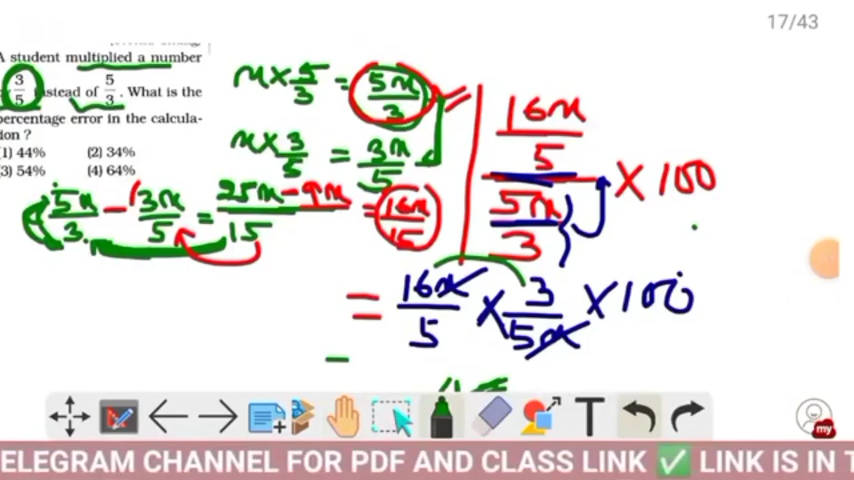 17/43
A student multiplied a number
3/5 instead of 5/3. What is the
percentage error in the calcula-
tion ?
(1) 44% (2) 34%
(3) 54% (4) 64%
x × 5/3 = 5x/3
x × 3/5 = 3x/5
5x/3 - 3x/5 = 25x - 9x/15 = 16x/15
16x/5 / 5x/3 × 100
= 16x/5 × 3/5x × 100
T
my
ELEGRAM CHANNEL FOR PDF AND CLASS LINK ✅ LINK IS IN T